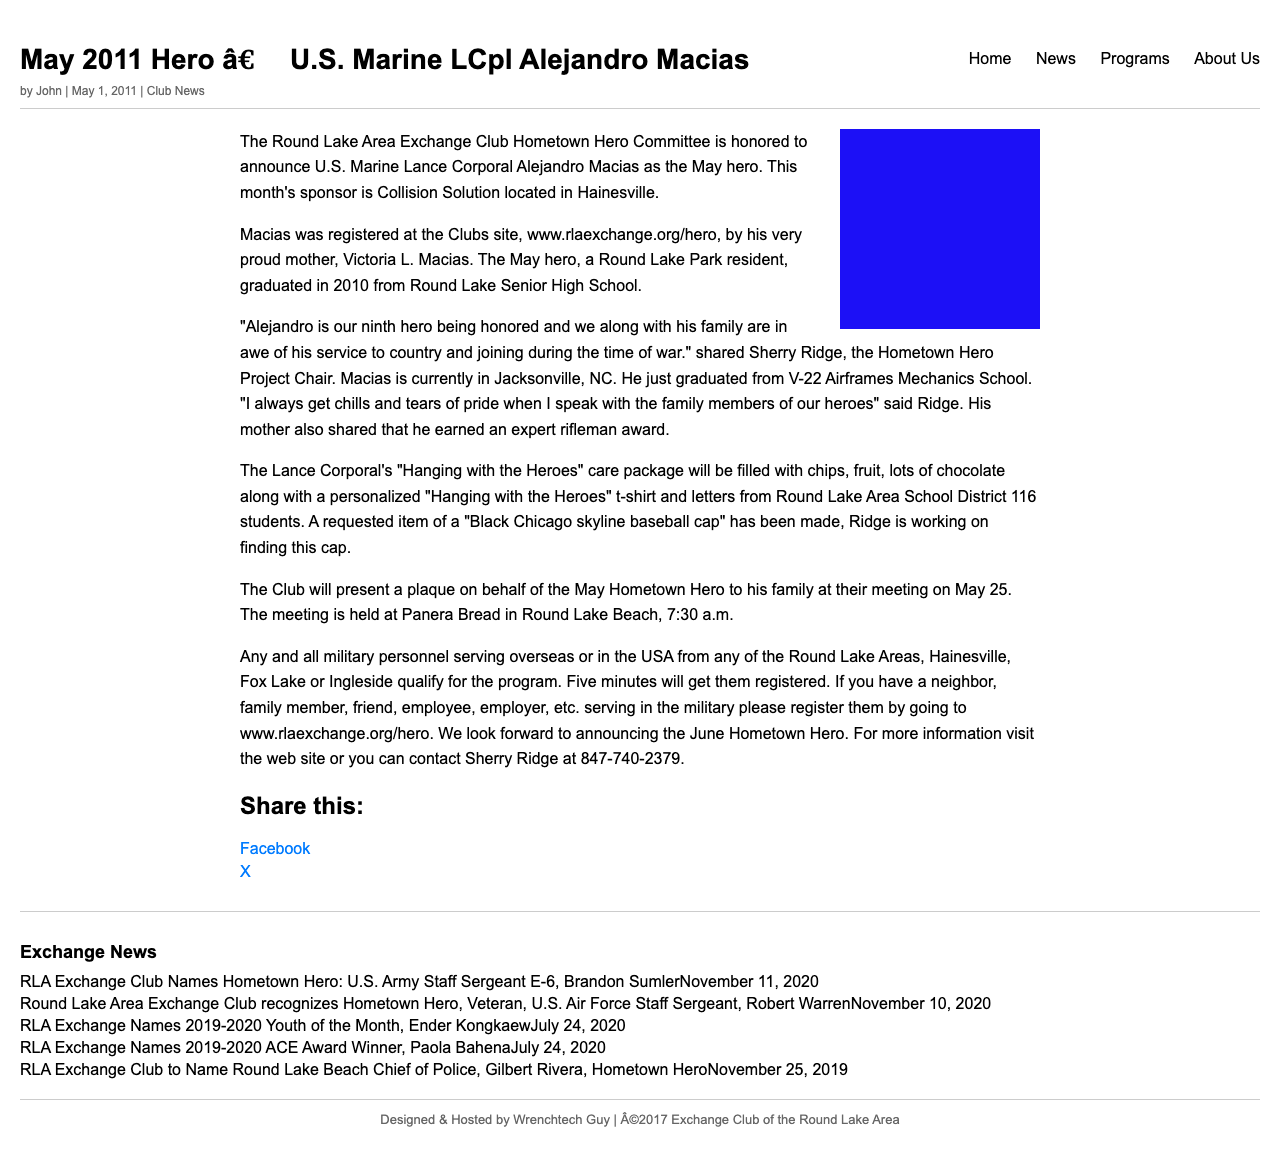 May 2011 Hero â€ U.S. Marine LCpl Alejandro Macias
Home News Programs About Us
by John | May 1, 2011 | Club News
The Round Lake Area Exchange Club Hometown Hero Committee is honored to
announce U.S. Marine Lance Corporal Alejandro Macias as the May hero. This
month's sponsor is Collision Solution located in Hainesville.
Macias was registered at the Clubs site, www.rlaexchange.org/hero, by his very
proud mother, Victoria L. Macias. The May hero, a Round Lake Park resident,
graduated in 2010 from Round Lake Senior High School.
"Alejandro is our ninth hero being honored and we along with his family are in
awe of his service to country and joining during the time of war." shared Sherry Ridge, the Hometown Hero
Project Chair. Macias is currently in Jacksonville, NC. He just graduated from V-22 Airframes Mechanics School.
"I always get chills and tears of pride when I speak with the family members of our heroes" said Ridge. His
mother also shared that he earned an expert rifleman award.
The Lance Corporal's "Hanging with the Heroes" care package will be filled with chips, fruit, lots of chocolate
along with a personalized "Hanging with the Heroes" t-shirt and letters from Round Lake Area School District 116
students. A requested item of a "Black Chicago skyline baseball cap" has been made, Ridge is working on
finding this cap.
The Club will present a plaque on behalf of the May Hometown Hero to his family at their meeting on May 25.
The meeting is held at Panera Bread in Round Lake Beach, 7:30 a.m.
Any and all military personnel serving overseas or in the USA from any of the Round Lake Areas, Hainesville,
Fox Lake or Ingleside qualify for the program. Five minutes will get them registered. If you have a neighbor,
family member, friend, employee, employer, etc. serving in the military please register them by going to
www.rlaexchange.org/hero. We look forward to announcing the June Hometown Hero. For more information visit
the web site or you can contact Sherry Ridge at 847-740-2379.
Share this:
Facebook
X
Exchange News
RLA Exchange Club Names Hometown Hero: U.S. Army Staff Sergeant E-6, Brandon SumlerNovember 11, 2020
Round Lake Area Exchange Club recognizes Hometown Hero, Veteran, U.S. Air Force Staff Sergeant, Robert WarrenNovember 10, 2020
RLA Exchange Names 2019-2020 Youth of the Month, Ender KongkaewJuly 24, 2020
RLA Exchange Names 2019-2020 ACE Award Winner, Paola BahenaJuly 24, 2020
RLA Exchange Club to Name Round Lake Beach Chief of Police, Gilbert Rivera, Hometown HeroNovember 25, 2019
Designed & Hosted by Wrenchtech Guy | Â©2017 Exchange Club of the Round Lake Area